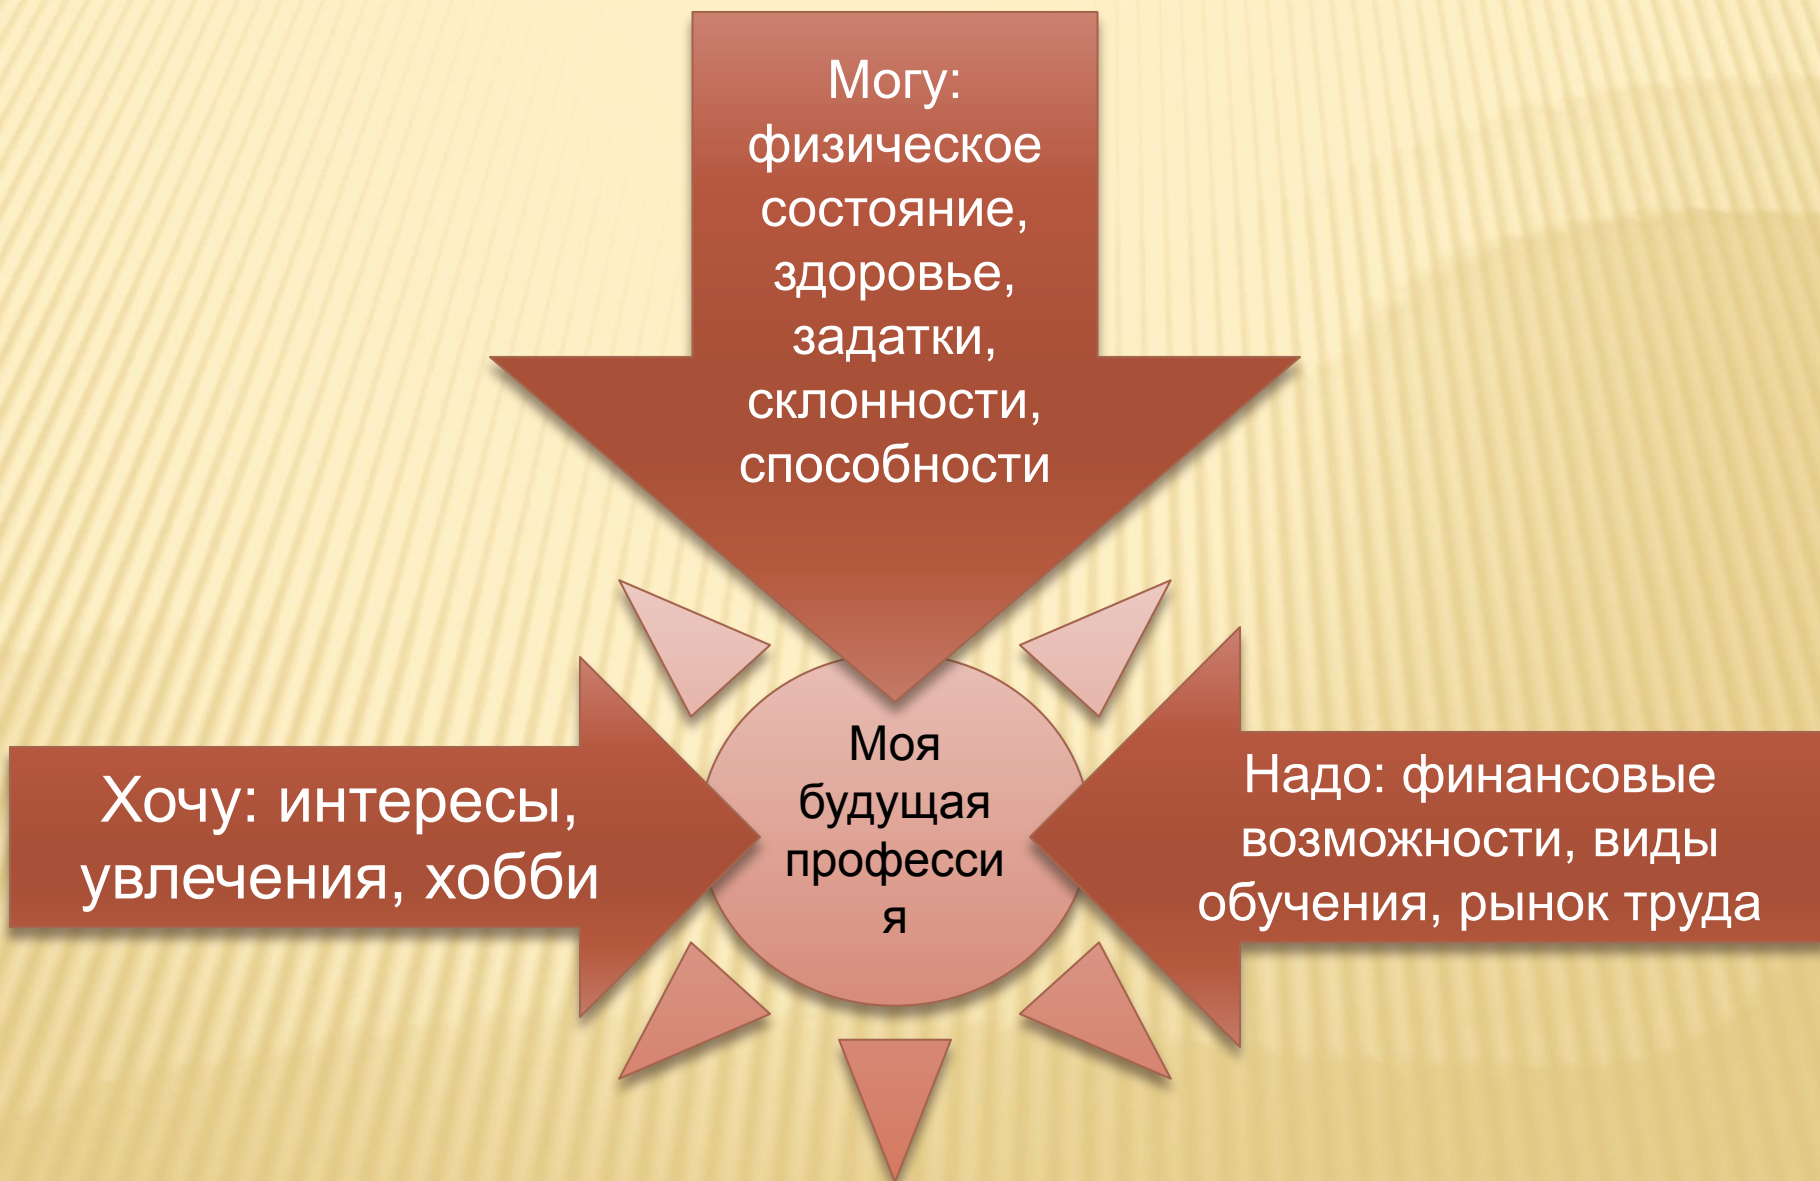 Могу:
физическое
состояние,
здоровье,
задатки,
склонности,
способности
Хочу: интересы,
увлечения, хобби
Моя
будущая
професси
я
Надо: финансовые
возможности, виды
обучения, рынок труда